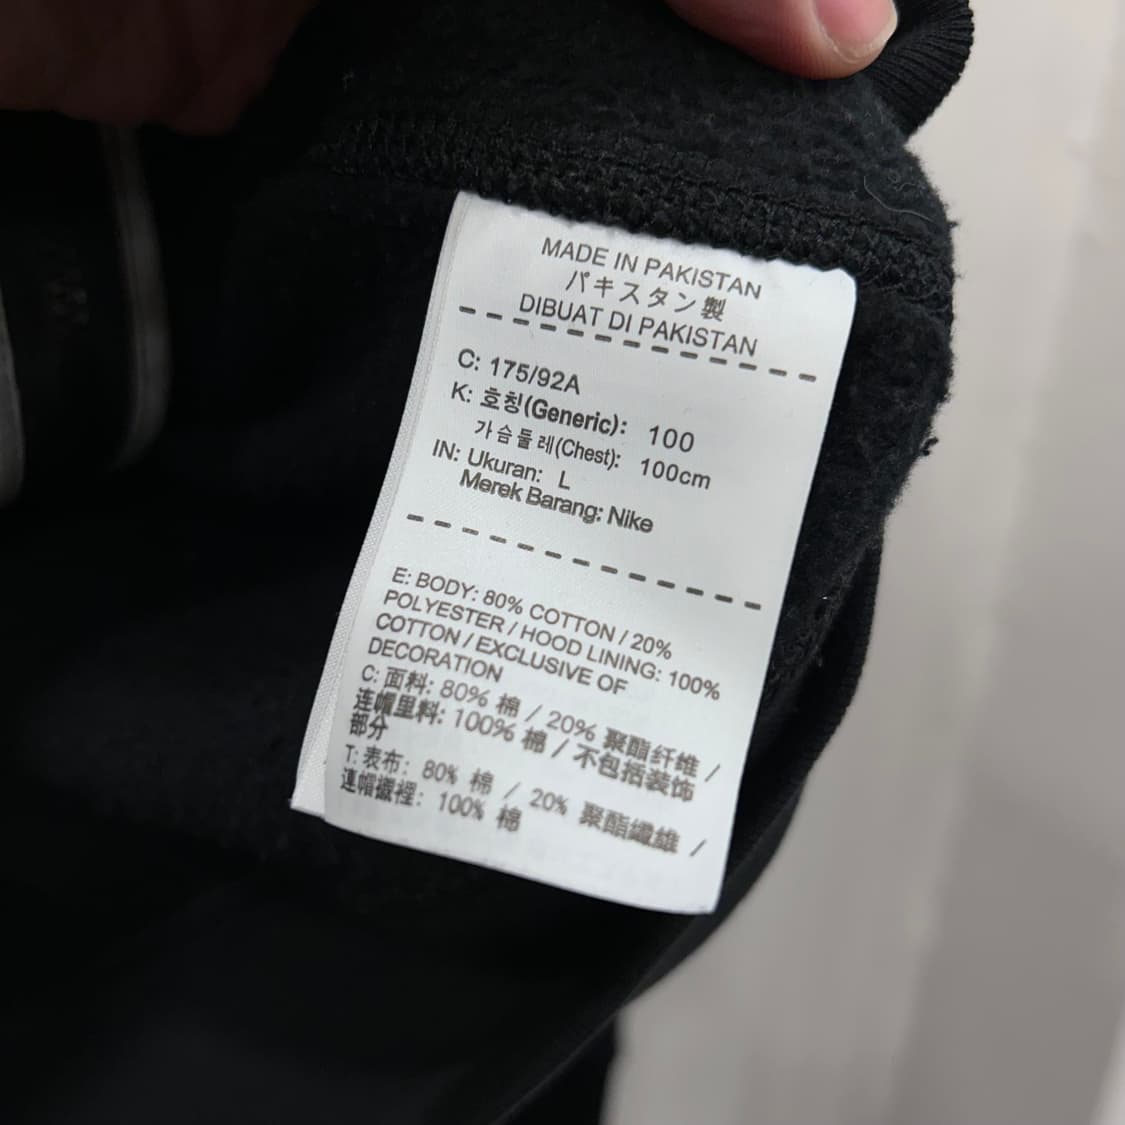 MADE IN PAKISTAN
パキスタン製
DIBUAT DI PAKISTAN
C: 175/92A
K: 호칭(Generic): 100
가슴둘레(Chest): 100cm
IN: Ukuran: L
Merek Barang: Nike
E: BODY: 80% COTTON / 20%
POLYESTER / HOOD LINING: 100%
COTTON / EXCLUSIVE OF
DECORATION
C: 面料: 80% 棉 / 20% 聚酯纤维 /
连帽里料: 100% 棉 / 不包括装饰
部分
T: 表布: 80% 棉 / 20% 聚酯纖維 /
連帽襯裡: 100% 棉